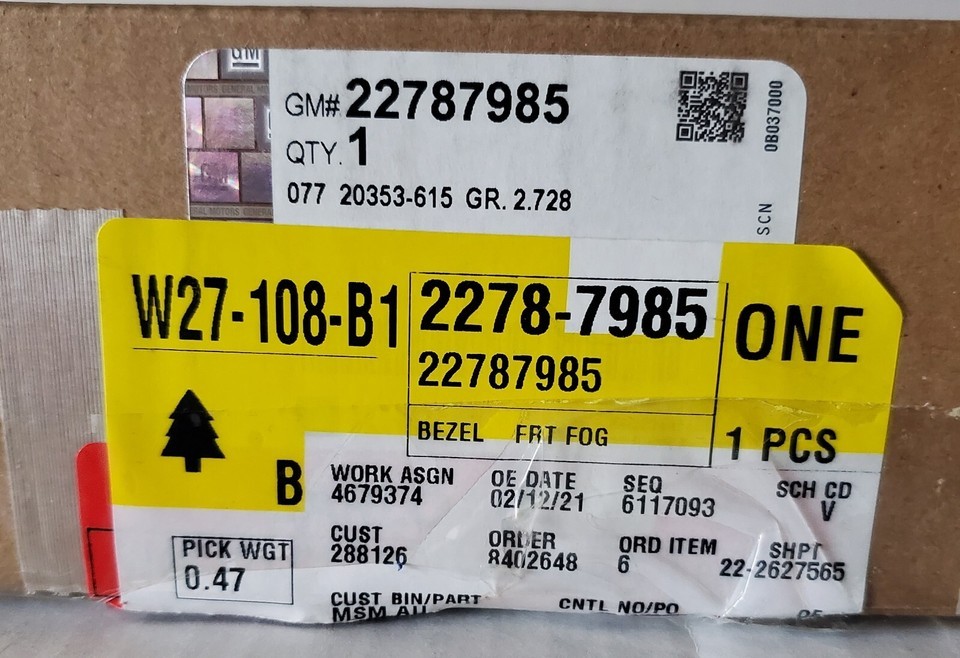 GM
GM# 22787985
QTY. 1
077 20353-615 GR. 2.728
0B037000
SCN
W27-108-B1
2278-7985
22787985
ONE
BEZEL FRT FOG
1 PCS
B
WORK ASGN
4679374
OE DATE
02/12/21
SEQ
6117093
SCH CD
V
CUST
288126
ORDER
8402648
ORD ITEM
6
SHPT
22-2627565
PICK WGT
0.47
CUST BIN/PART
MSM AU
CNTL NO/PO